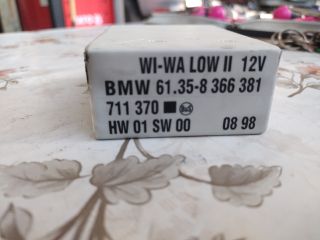 WI-WA LOW II 12V
BMW 61.35-8 366 381
711 370
HW 01 SW 00 08 98